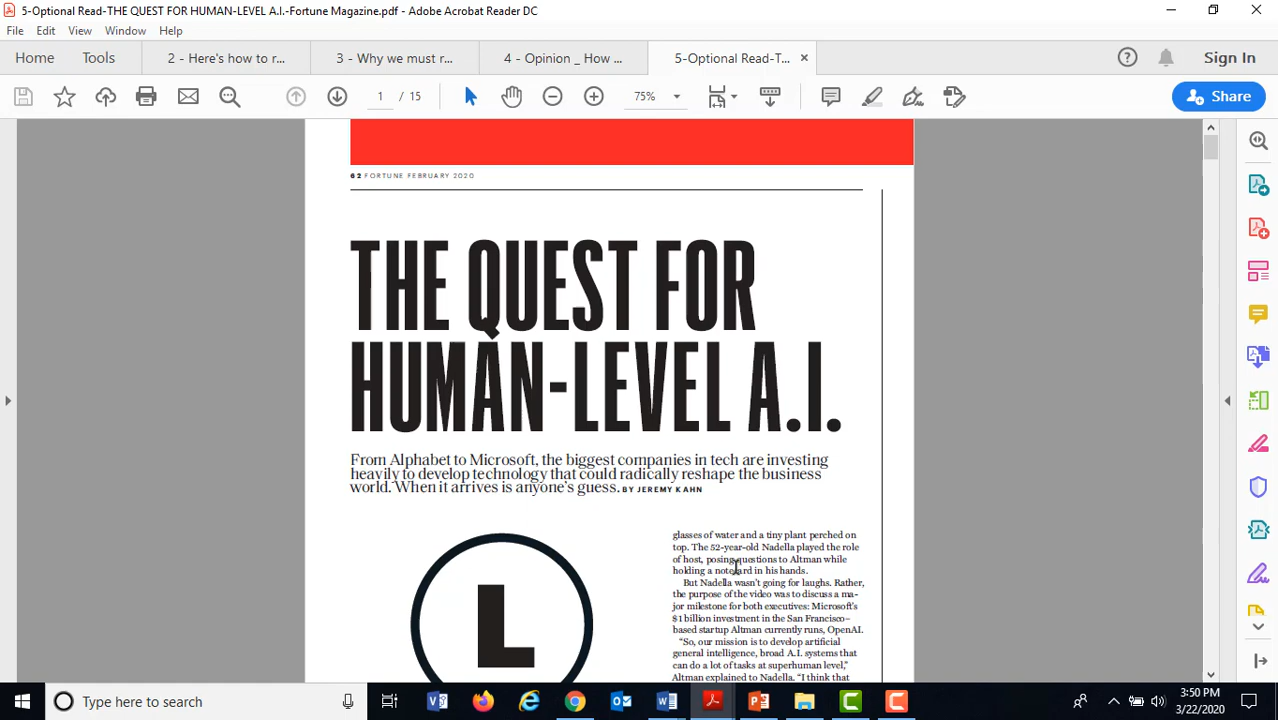 5-Optional Read-THE QUEST FOR HUMAN-LEVEL A.I.-Fortune Magazine.pdf - Adobe Acrobat Reader DC
File Edit View Window Help
Home Tools 2 - Here's how to r... 3 - Why we must r... 4 - Opinion _ How ... 5-Optional Read-T... Sign In
1 / 15 75% Share
62 FORTUNE FEBRUARY 2020
THE QUEST FOR
HUMAN-LEVEL A.I.
From Alphabet to Microsoft, the biggest companies in tech are investing
heavily to develop technology that could radically reshape the business
world. When it arrives is anyone's guess. BY JEREMY KAHN
L
glasses of water and a tiny plant perched on
top. The 52-year-old Nadella played the role
of host, posing questions to Altman while
holding a notecard in his hands.
But Nadella wasn't going for laughs. Rather,
the purpose of the video was to discuss a ma-
jor milestone for both executives: Microsoft's
$1 billion investment in the San Francisco–
based startup Altman currently runs, OpenAI.
"So, our mission is to develop artificial
general intelligence, broad A.I. systems that
can do a lot of tasks at superhuman level,"
Altman explained to Nadella. "I think that
Type here to search
3:50 PM
3/22/2020